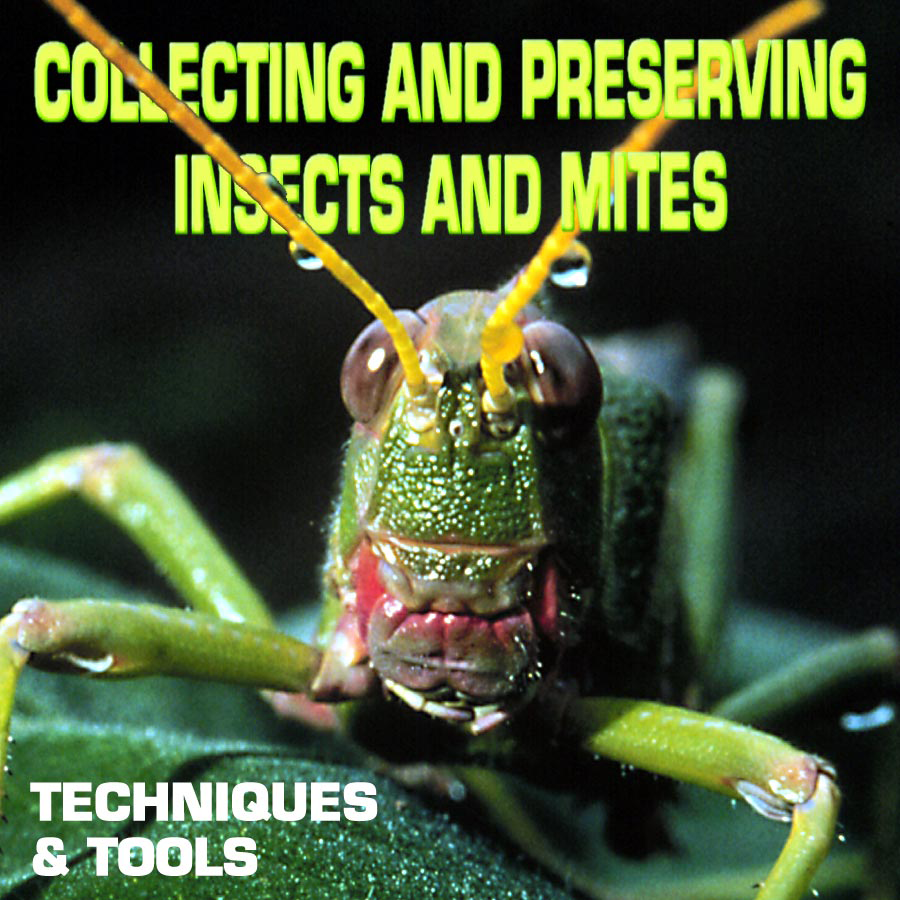 COLLECTING AND PRESERVING
INSECTS AND MITES
TECHNIQUES
& TOOLS